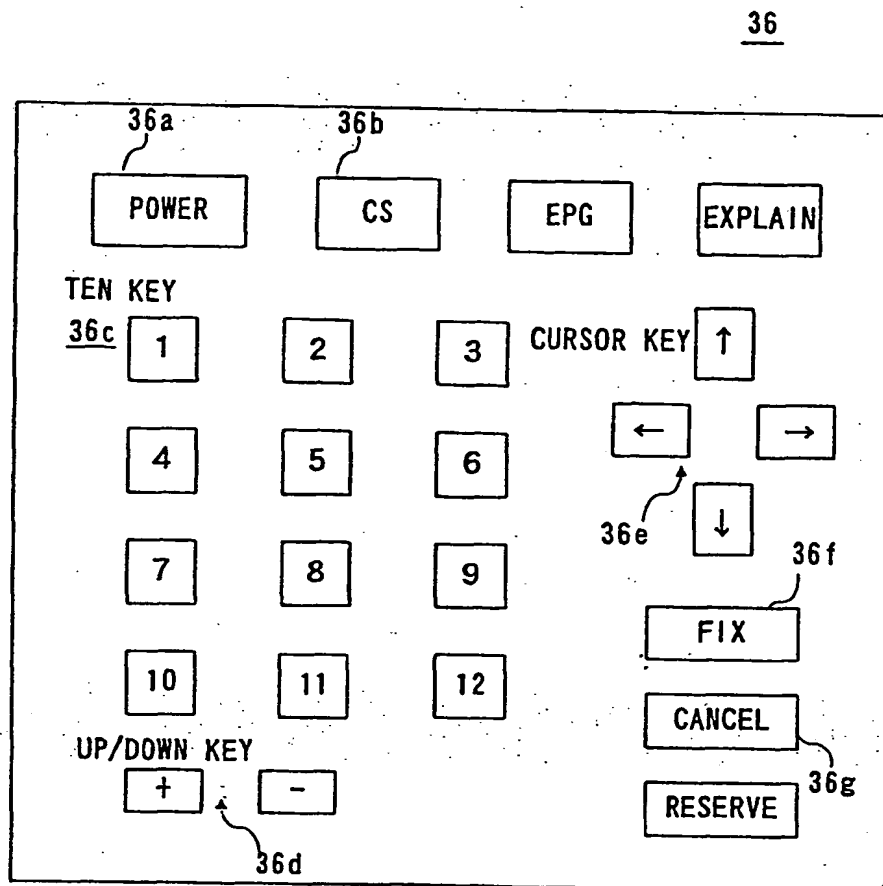 36
36a 36b
POWER CS EPG EXPLAIN
TEN KEY
36c 1 2 3 CURSOR KEY ↑
← →
4 5 6
36e ↓
36f
7 8 9
FIX
10 11 12
CANCEL
UP/DOWN KEY
+ - 36g
RESERVE
36d